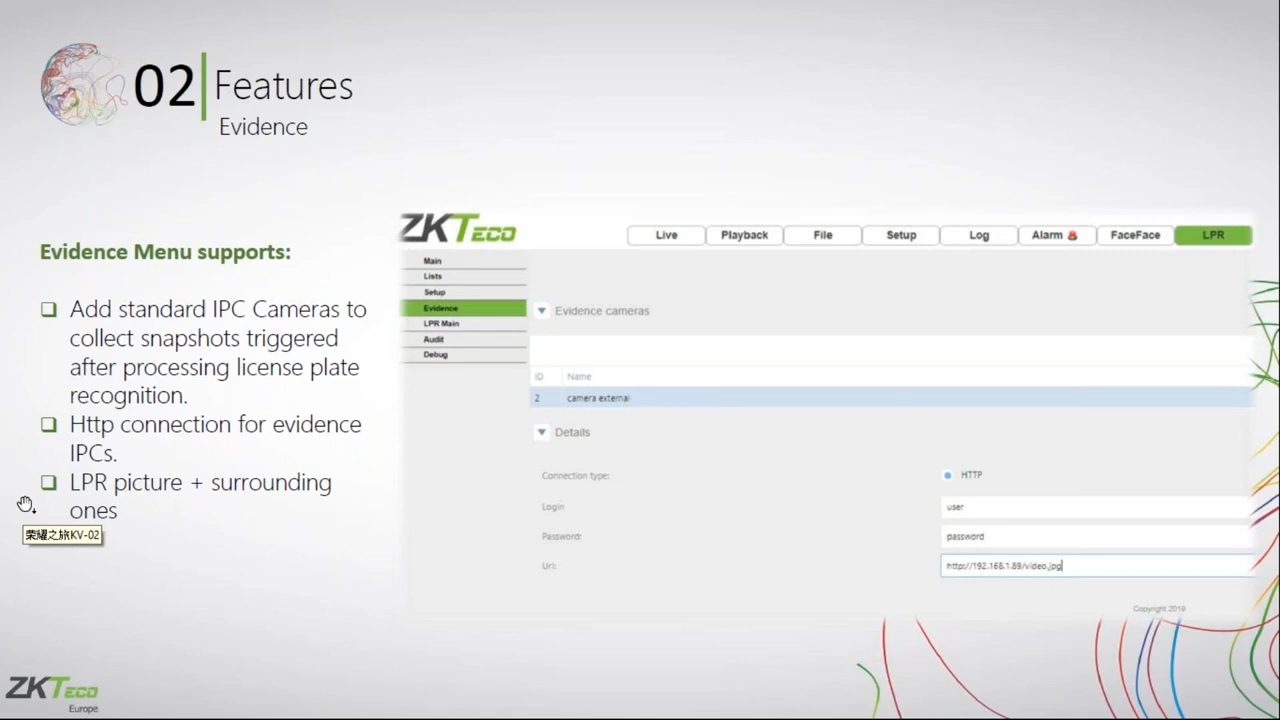 02
Features
Evidence
Evidence Menu supports:
Add standard IPC Cameras to
collect snapshots triggered
after processing license plate
recognition.
Http connection for evidence
IPCs.
LPR picture + surrounding
ones
荣耀之旅KV-02
ZKTeco
Live
Playback
File
Setup
Log
Alarm
FaceFace
LPR
Main
Lists
Setup
Evidence
LPR Main
Audit
Debug
Evidence cameras
ID Name
2 camera external
Details
Connection type: HTTP
Login user
Password: password
Url: http://192.168.1.89/video.jpg
Copyright 2019
ZKTeco
Europe